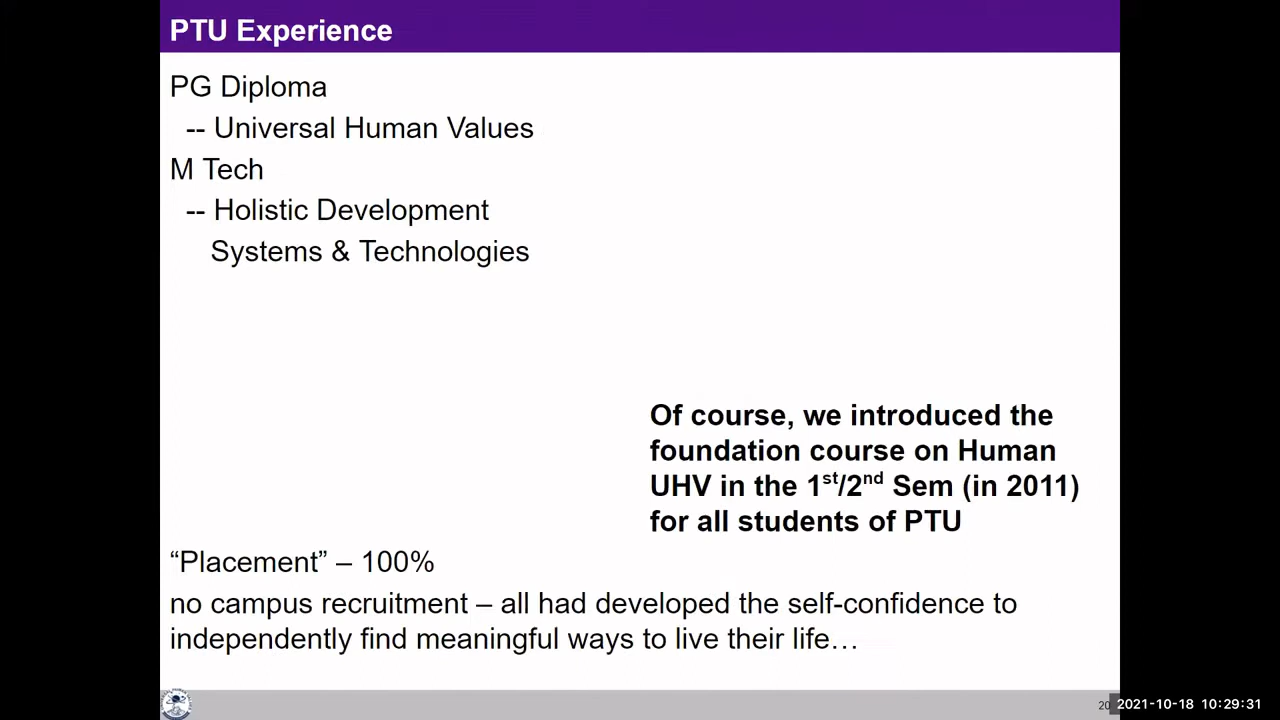 PTU Experience
PG Diploma
-- Universal Human Values
M Tech
-- Holistic Development
Systems & Technologies
Of course, we introduced the
foundation course on Human
UHV in the 1st/2nd Sem (in 2011)
for all students of PTU
“Placement” – 100%
no campus recruitment – all had developed the self-confidence to
independently find meaningful ways to live their life…
20
2021-10-18 10:29:31